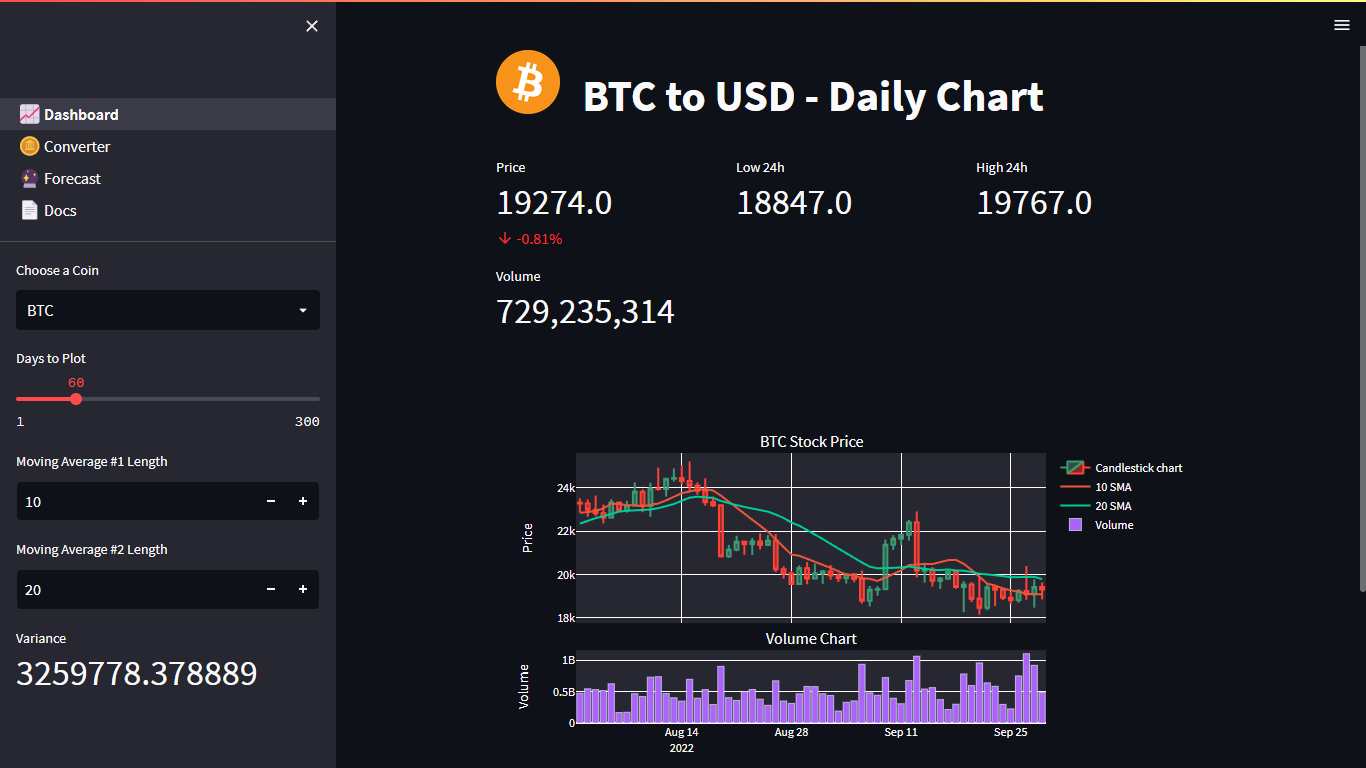 Dashboard
Converter
Forecast
Docs
Choose a Coin
BTC
Days to Plot
60
1 300
Moving Average #1 Length
10 − +
Moving Average #2 Length
20 − +
Variance
3259778.378889
BTC to USD - Daily Chart
Price Low 24h High 24h
19274.0 18847.0 19767.0
↓ -0.81%
Volume
729,235,314
BTC Stock Price
24k
22k
20k
18k
Price
Candlestick chart
10 SMA
20 SMA
Volume
Volume Chart
1B
0.5B
0
Volume
Aug 14 Aug 28 Sep 11 Sep 25
2022